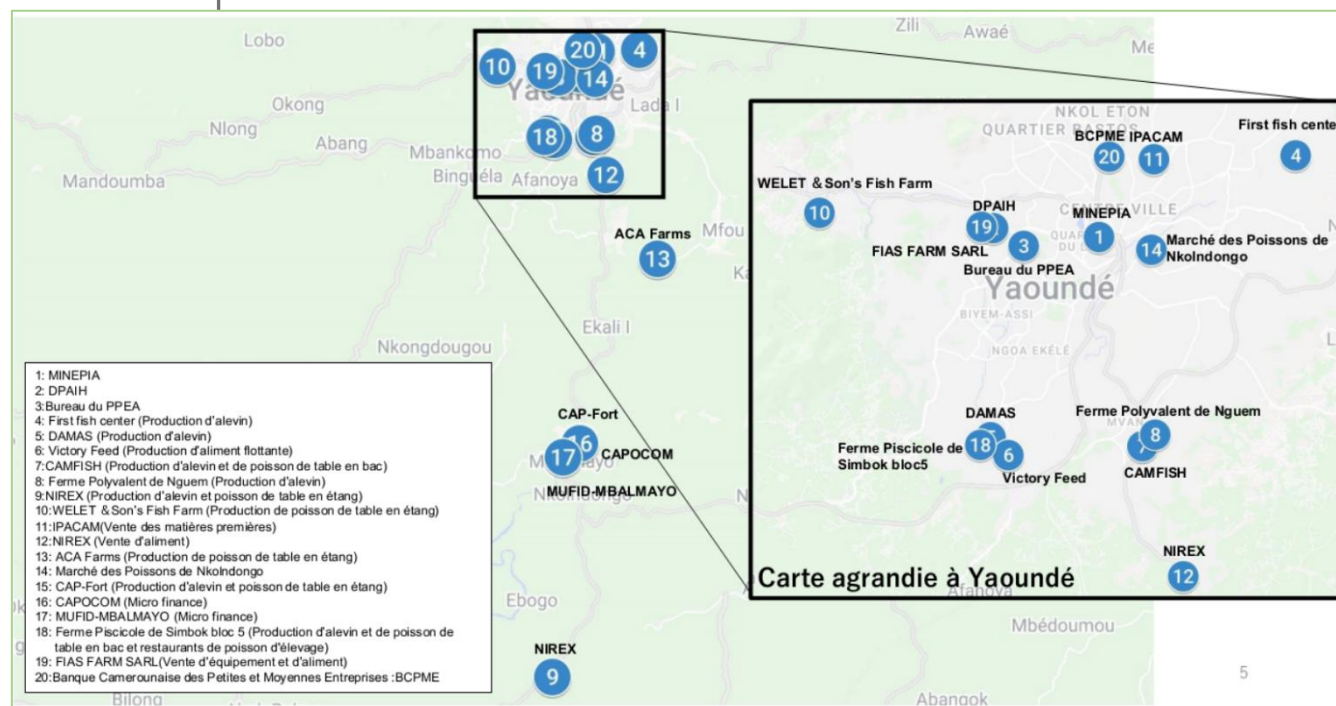 Lobo
Okong
Nlong
Abang
Mandoumba
Mbankomo
Binguéla
Afanoya
Yaoundé
Lada I
Zili
Awaé
10
19
20
4
14
18
8
12
ACA Farms
13
Mfou
Ekali I
Nkongdougou
CAP-Fort
16
17
CAPOCOM
MUFID-MBALMAYO
Ebogo
NIREX
9
Bilong
Abangok
Mbédoumou
Afanoya
NKOL ETON
QUARTIER BASTOS
BCPME IPACAM
20
11
First fish center
4
WELET & Son's Fish Farm
10
DPAIH
19
FIAS FARM SARL
3
Bureau du PPEA
CENTRE VILLE
MINEPIA
1
14
Marché des Poissons de
Nkolndongo
Yaoundé
BIYEM-ASSI
NGOA EKÉLÉ
DAMAS
18
Ferme Piscicole de
Simbok bloc5
6
Victory Feed
Ferme Polyvalent de Nguem
8
7
CAMFISH
NIREX
12
Carte agrandie à Yaoundé
1: MINEPIA
2: DPAIH
3:Bureau du PPEA
4: First fish center (Production d'alevin)
5: DAMAS (Production d'alevin)
6: Victory Feed (Production d'aliment flottante)
7:CAMFISH (Production d'alevin et de poisson de table en bac)
8: Ferme Polyvalent de Nguem (Production d'alevin)
9:NIREX (Production d'alevin et poisson de table en étang)
10:WELET & Son's Fish Farm (Production de poisson de table en étang)
11:IPACAM(Vente des matières premières)
12:NIREX (Vente d'aliment)
13: ACA Farms (Production de poisson de table en étang)
14: Marché des Poissons de Nkolndongo
15: CAP-Fort (Production d'alevin et poisson de table en étang)
16: CAPOCOM (Micro finance)
17: MUFID-MBALMAYO (Micro finance)
18: Ferme Piscicole de Simbok bloc 5 (Production d'alevin et de poisson de
table en bac et restaurants de poisson d'élevage)
19: FIAS FARM SARL(Vente d'équipement et d'aliment)
20:Banque Camerounaise des Petites et Moyennes Entreprises :BCPME
5